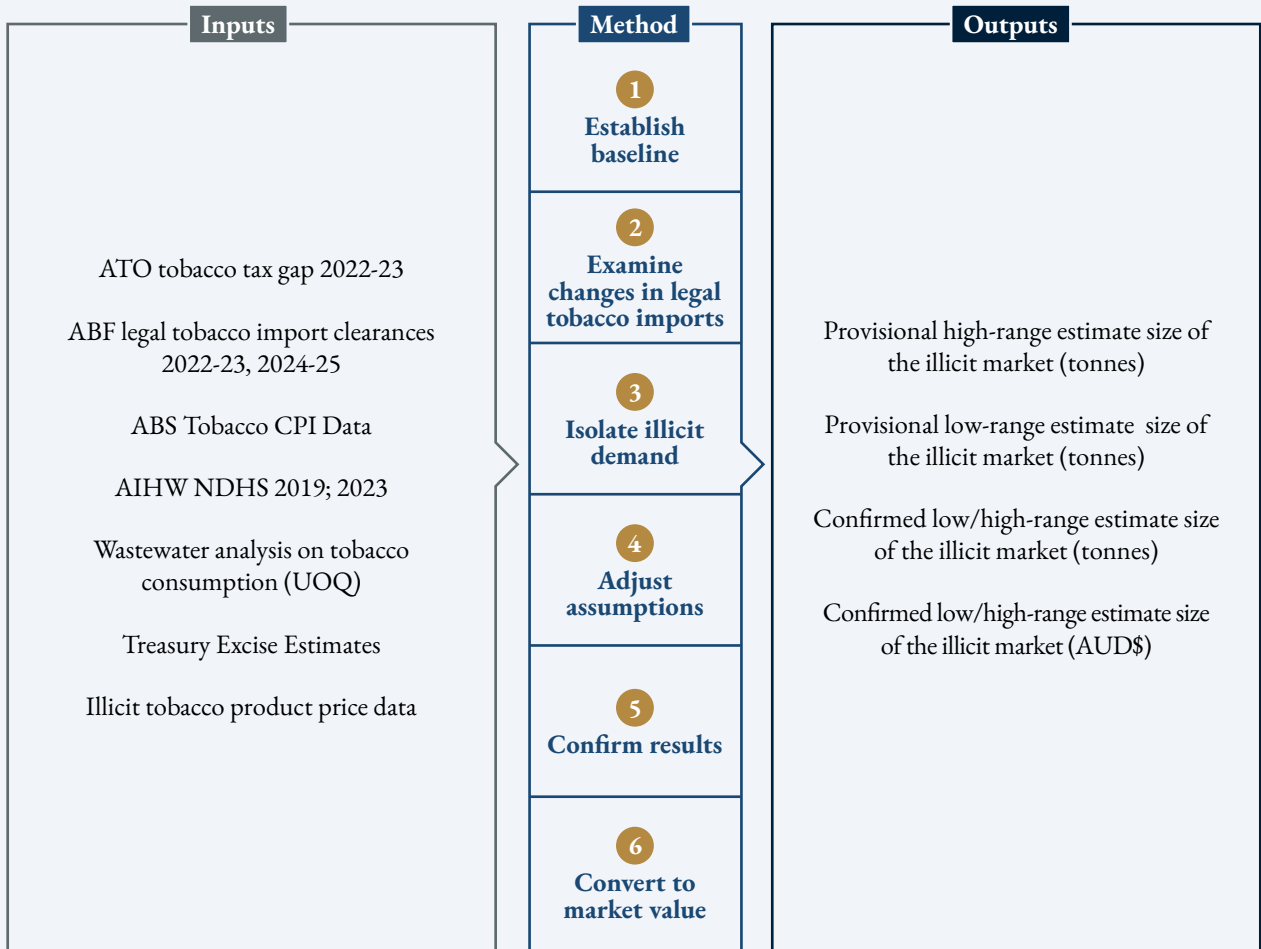 Inputs
ATO tobacco tax gap 2022-23
ABF legal tobacco import clearances
2022-23, 2024-25
ABS Tobacco CPI Data
AIHW NDHS 2019; 2023
Wastewater analysis on tobacco
consumption (UOQ)
Treasury Excise Estimates
Illicit tobacco product price data
Method
1
Establish
baseline
2
Examine
changes in legal
tobacco imports
3
Isolate illicit
demand
4
Adjust
assumptions
5
Confirm results
6
Convert to
market value
Outputs
Provisional high-range estimate size of
the illicit market (tonnes)
Provisional low-range estimate size of
the illicit market (tonnes)
Confirmed low/high-range estimate size
of the illicit market (tonnes)
Confirmed low/high-range estimate size
of the illicit market (AUD$)